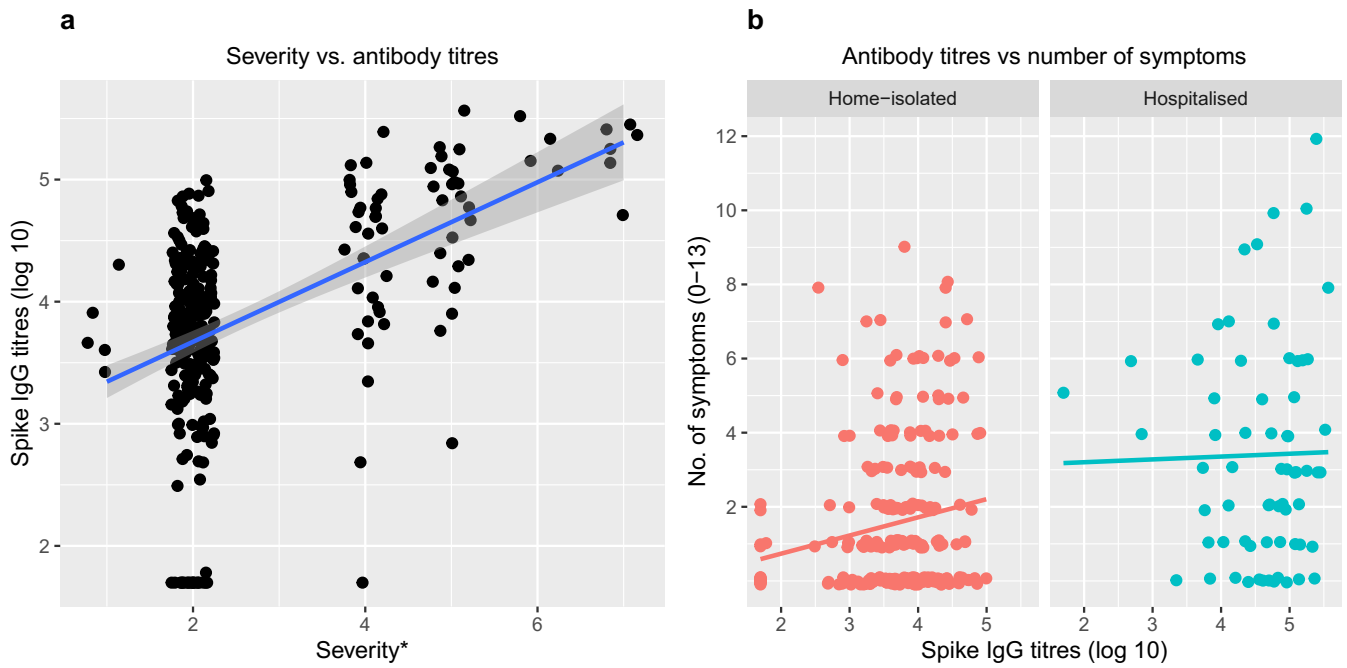 a
Severity vs. antibody titres
Spike IgG titres (log 10)
5
4
3
2
2 4 6
Severity*
b
Antibody titres vs number of symptoms
Home−isolated Hospitalised
No. of symptoms (0−13)
12
10
8
6
4
2
2 3 4 5 2 3 4 5
Spike IgG titres (log 10)